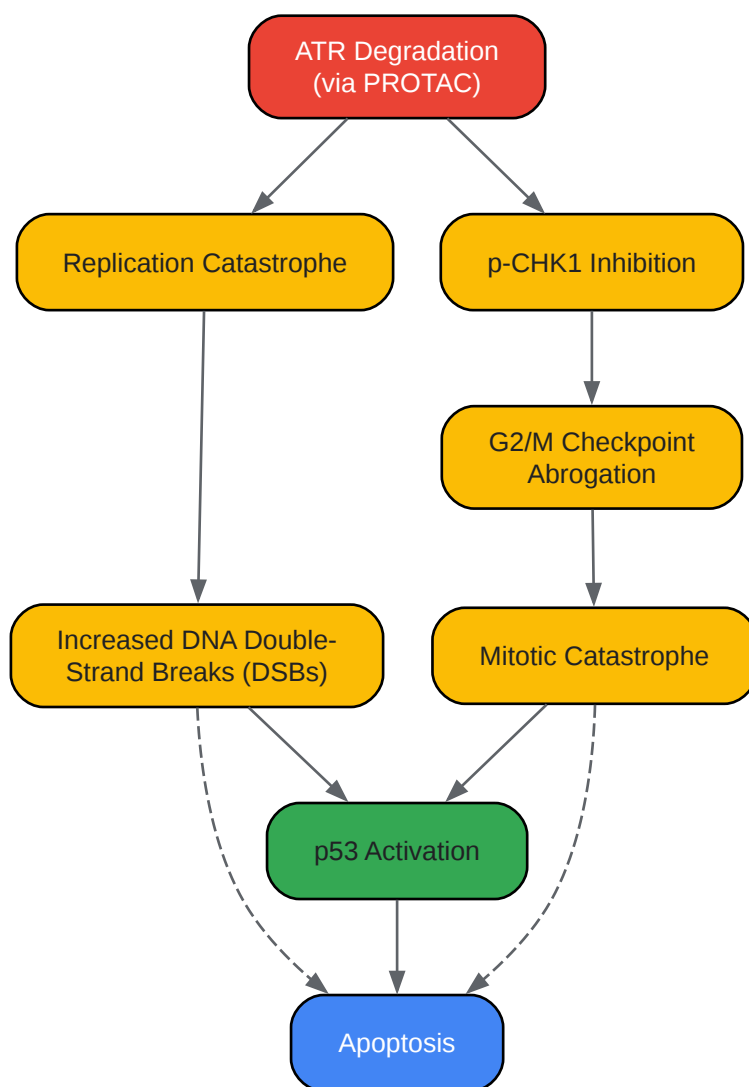 ATR Degradation
(via PROTAC)
Replication Catastrophe
p-CHK1 Inhibition
G2/M Checkpoint
Abrogation
Increased DNA Double-
Strand Breaks (DSBs)
Mitotic Catastrophe
p53 Activation
Apoptosis